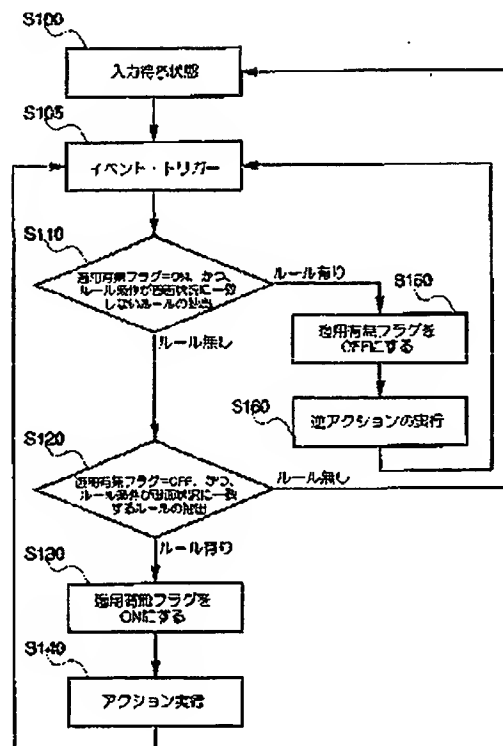 S100
入力待ち状態
S105
イベント・トリガー
S110
適用有無フラグ=ON、かつ、
ルール条件が画面状況に一致
しないルールの抽出
ルール有り
ルール無し
S150
適用有無フラグを
OFFにする
S160
逆アクションの実行
S120
適用有無フラグ=OFF、かつ、
ルール条件が画面状況に一致
するルールの抽出
ルール無し
ルール有り
S130
適用有無フラグを
ONにする
S140
アクション実行